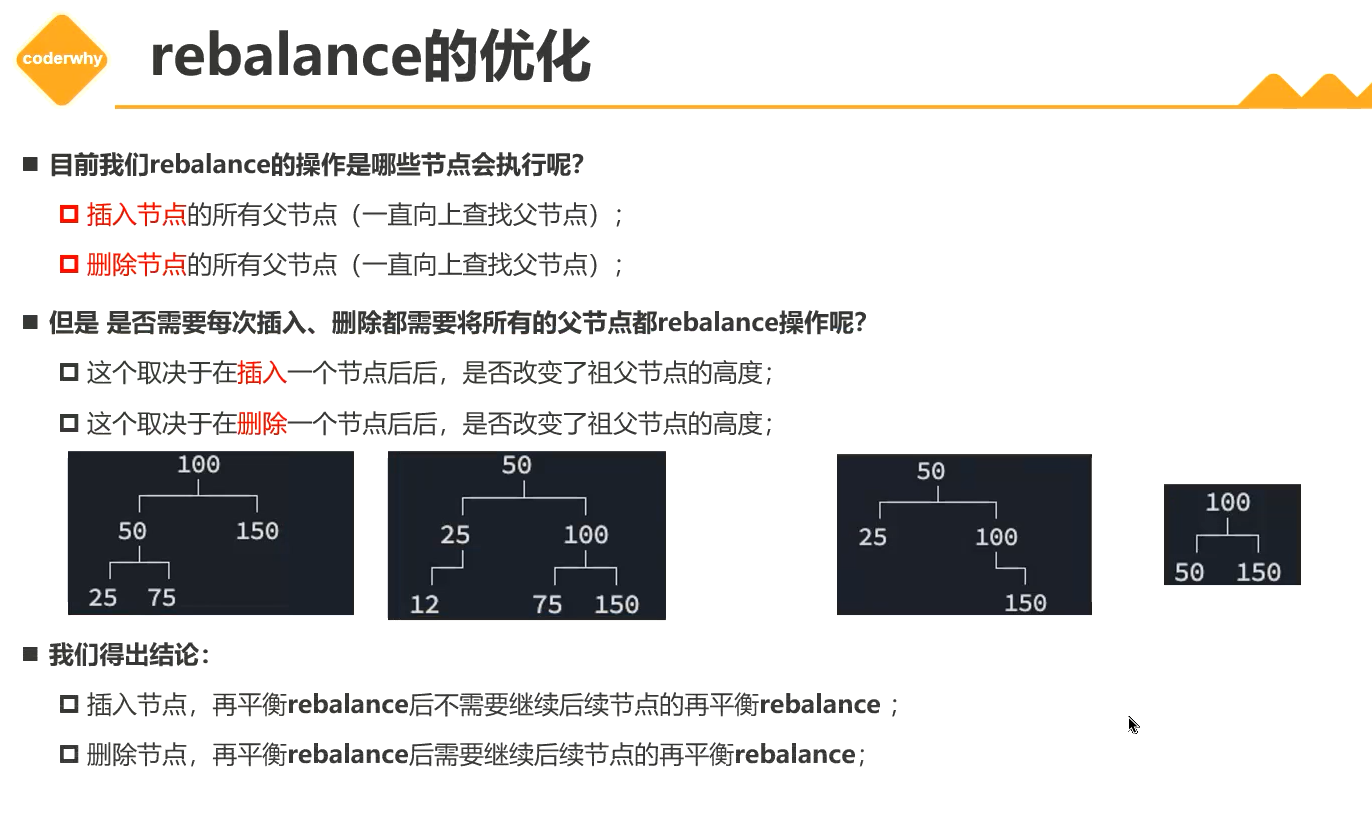 coderwhy
rebalance的优化
目前我们rebalance的操作是哪些节点会执行呢？
插入节点的所有父节点（一直向上查找父节点）；
删除节点的所有父节点（一直向上查找父节点）；
但是 是否需要每次插入、删除都需要将所有的父节点都rebalance操作呢？
这个取决于在插入一个节点后后，是否改变了祖父节点的高度；
这个取决于在删除一个节点后后，是否改变了祖父节点的高度；
100
50 150
25 75
50
25 100
12 75 150
50
25 100
150
100
50 150
我们得出结论：
插入节点，再平衡rebalance后不需要继续后续节点的再平衡rebalance ；
删除节点，再平衡rebalance后需要继续后续节点的再平衡rebalance；